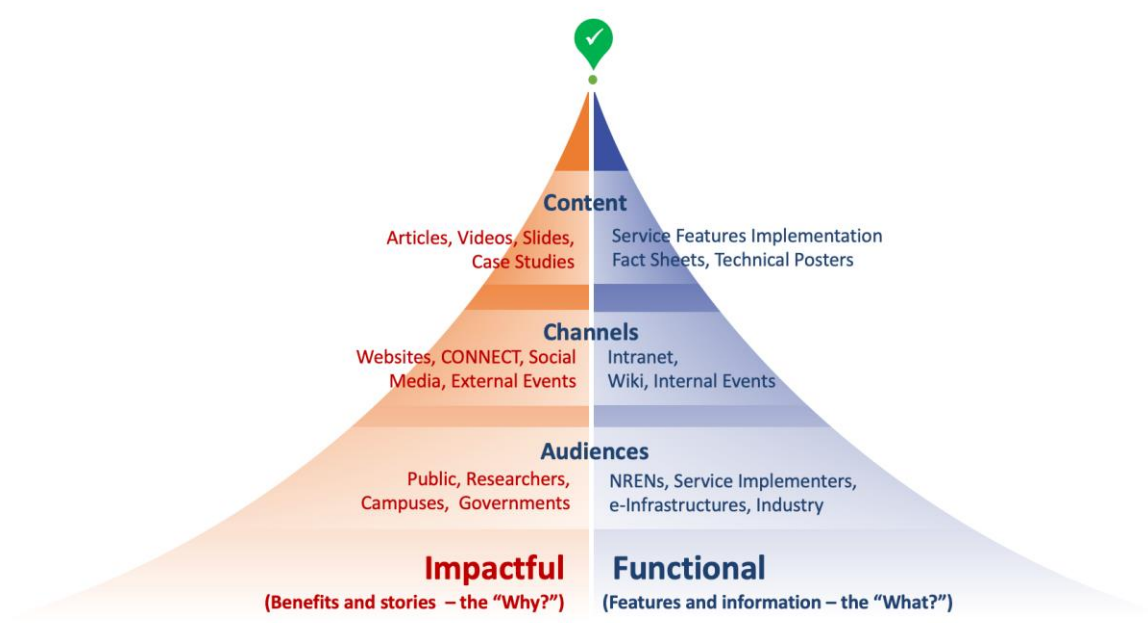 Content
Articles, Videos, Slides,
Case Studies
Service Features Implementation
Fact Sheets, Technical Posters
Channels
Websites, CONNECT, Social
Media, External Events
Intranet,
Wiki, Internal Events
Audiences
Public, Researchers,
Campuses, Governments
NRENs, Service Implementers,
e-Infrastructures, Industry
Impactful
(Benefits and stories – the “Why?”)
Functional
(Features and information – the “What?”)